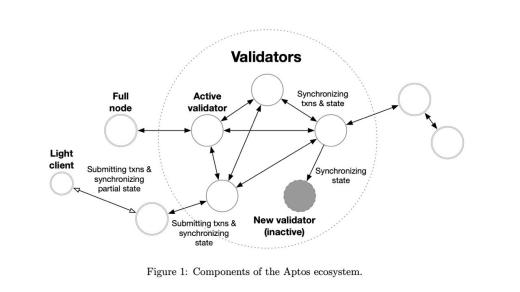 Validators
Full
node
Active
validator
Synchronizing
txns & state
Light
client
Submitting txns &
synchronizing
partial state
Synchronizing
state
Submitting txns &
synchronizing
state
New validator
(inactive)
Figure 1: Components of the Aptos ecosystem.